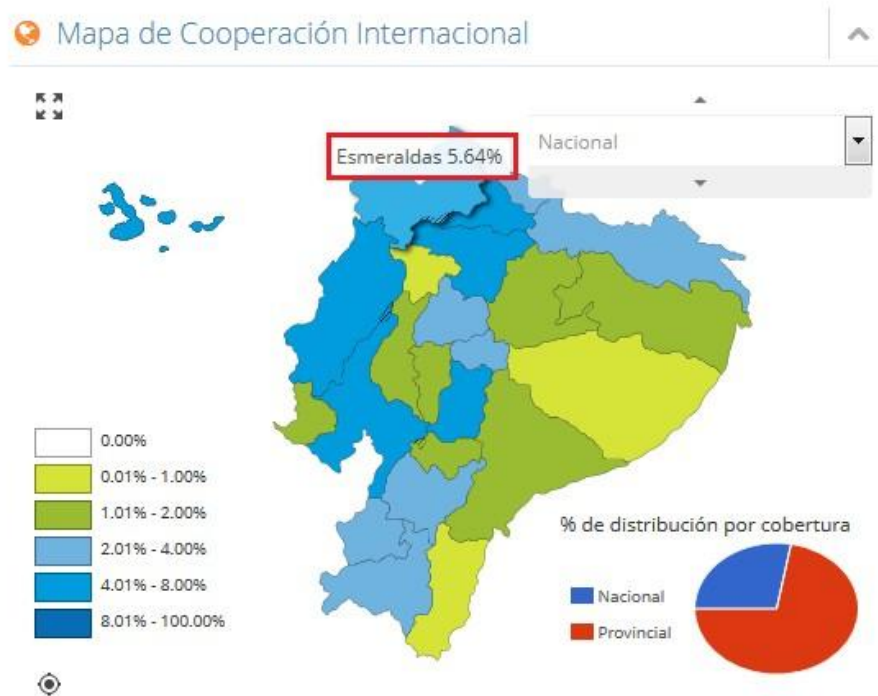 Mapa de Cooperación Internacional
Esmeraldas 5.64%
Nacional
0.00%
0.01% - 1.00%
1.01% - 2.00%
2.01% - 4.00%
4.01% - 8.00%
8.01% - 100.00%
% de distribución por cobertura
Nacional
Provincial